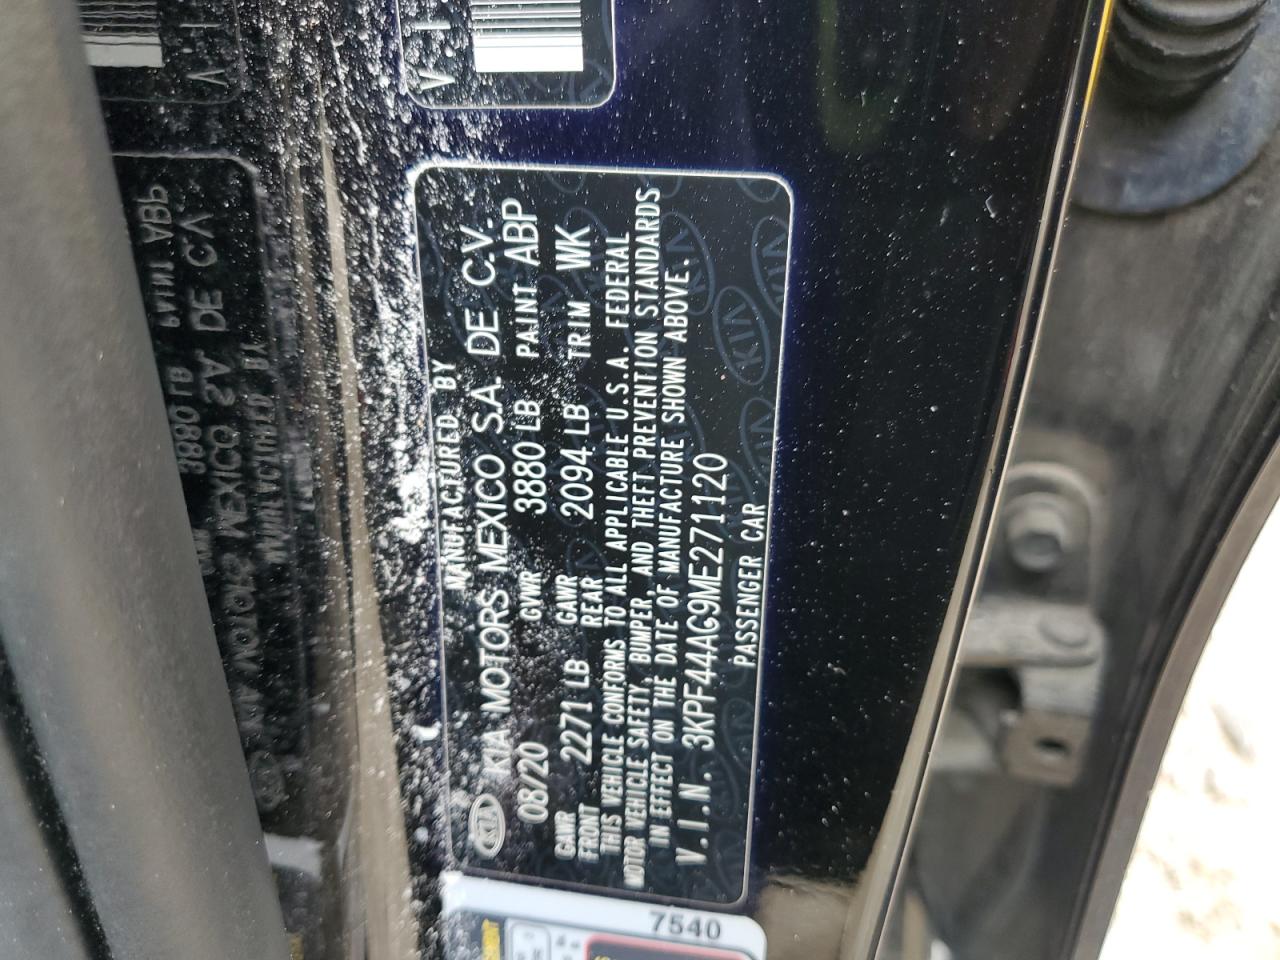 MANUFACTURED BY
KIA KIA MOTORS MEXICO S.A. DE C.V.
08/20 GVWR 3880 LB PAINT ABP
GAWR FRONT 2271 LB GAWR REAR 2094 LB TRIM WK
THIS VEHICLE CONFORMS TO ALL APPLICABLE U.S.A. FEDERAL
MOTOR VEHICLE SAFETY, BUMPER, AND THEFT PREVENTION STANDARDS
IN EFFECT ON THE DATE OF MANUFACTURE SHOWN ABOVE.
V.I.N. 3KPF44AC9ME271120
PASSENGER CAR
7540